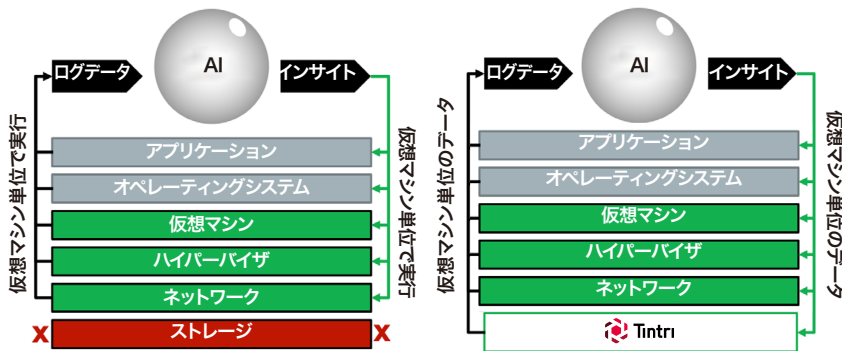 AI
ログデータ
インサイト
仮想マシン単位で実行
アプリケーション
オペレーティングシステム
仮想マシン
ハイパーバイザ
ネットワーク
X
ストレージ
X
仮想マシン単位で実行
AI
ログデータ
インサイト
仮想マシン単位のデータ
アプリケーション
オペレーティングシステム
仮想マシン
ハイパーバイザ
ネットワーク
Tintri
仮想マシン単位のデータ